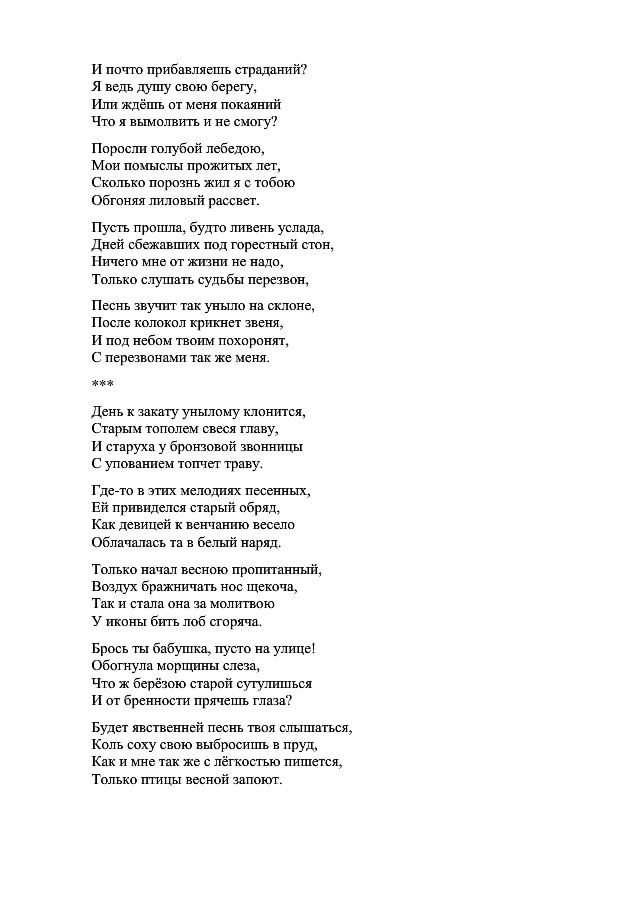 И почто прибавляешь страданий?
Я ведь душу свою берегу,
Или ждёшь от меня покаяний
Что я вымолвить и не смогу?
Поросли голубой лебедою,
Мои помыслы прожитых лет,
Сколько порознь жил я с тобою
Обгоняя лиловый рассвет.
Пусть прошла, будто ливень услада,
Дней сбежавших под горестный стон,
Ничего мне от жизни не надо,
Только слушать судьбы перезвон,
Песнь звучит так уныло на склоне,
После колокол крикнет звеня,
И под небом твоим похоронят,
С перезвонами так же меня.
***
День к закату унылому клонится,
Старым тополем свеся главу,
И старуха у бронзовой звонницы
С упованием топчет траву.
Где-то в этих мелодиях песенных,
Ей привиделся старый обряд,
Как девицей к венчанию весело
Облачалась та в белый наряд.
Только начал весною пропитанный,
Воздух бражничать нос щекоча,
Так и стала она за молитвою
У иконы бить лоб сгоряча.
Брось ты бабушка, пусто на улице!
Обогнула морщины слеза,
Что ж берёзою старой сутулишься
И от бренности прячешь глаза?
Будет явственней песнь твоя слышаться,
Коль соху свою выбросишь в пруд,
Как и мне так же с лёгкостью пишется,
Только птицы весной запоют.